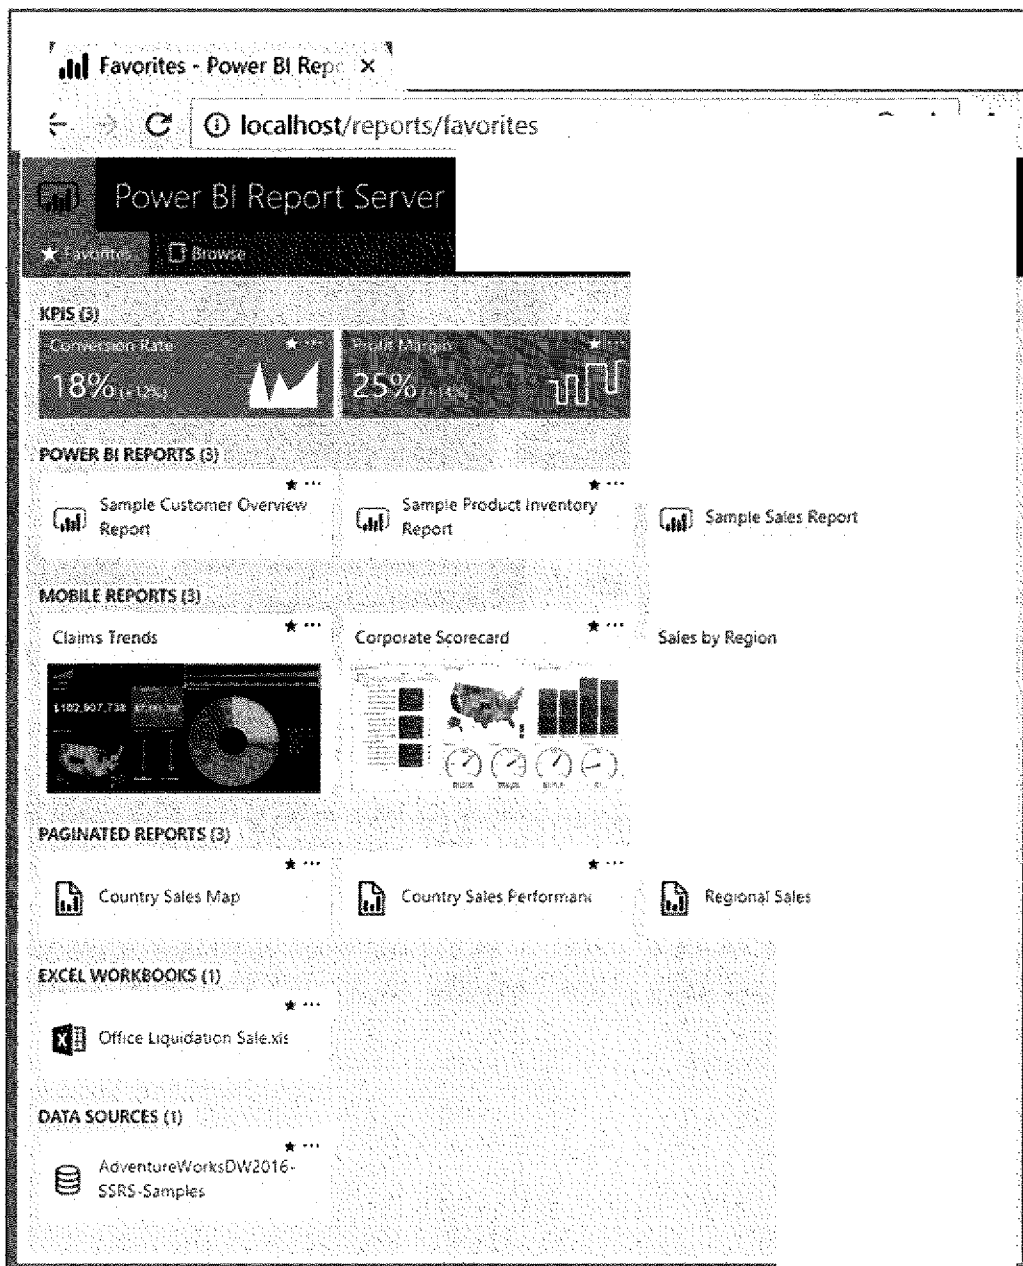 Favorites - Power BI Repo
localhost/reports/favorites
Power BI Report Server
Favorites
Browse
KPIS (3)
Conversion Rate
18% (+12%)
Profit Margin
25%
POWER BI REPORTS (3)
Sample Customer Overview
Report
Sample Product Inventory
Report
Sample Sales Report
MOBILE REPORTS (3)
Claims Trends
Corporate Scorecard
Sales by Region
$102,907,738
PAGINATED REPORTS (3)
Country Sales Map
Country Sales Performanc
Regional Sales
EXCEL WORKBOOKS (1)
Office Liquidation Sale.xls
DATA SOURCES (1)
AdventureWorksDW2016-
SSRS-Samples